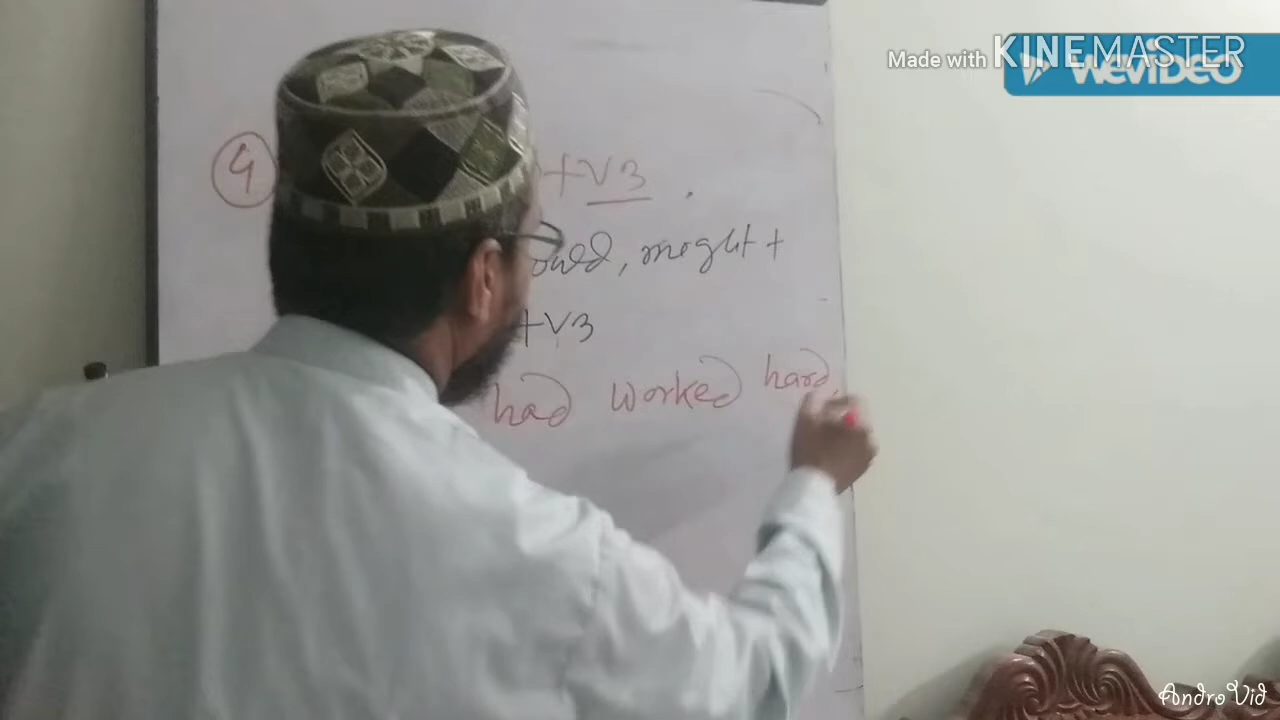 Made with KINEMASTER
WeVideo
4 +V3 .
ould, might +
+V3
had worked hard,
AndroVid